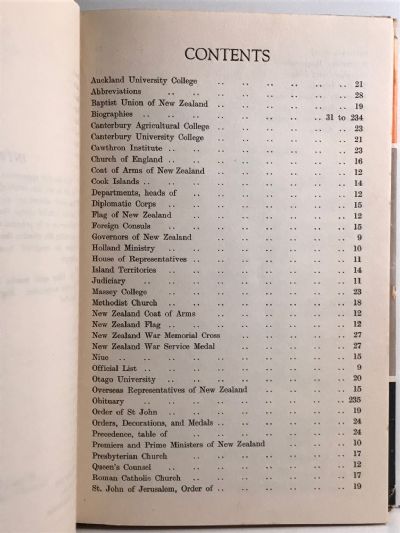 CONTENTS
Auckland University College .. .. .. .. .. .. 21
Abbreviations .. .. .. .. .. .. .. 28
Baptist Union of New Zealand .. .. .. .. .. .. 19
Biographies .. .. .. .. .. .. .. 31 to 234
Canterbury Agricultural College .. .. .. .. .. .. 23
Canterbury University College .. .. .. .. .. 21
Cawthron Institute .. .. .. .. .. .. .. 23
Church of England .. .. .. .. .. .. .. 16
Coat of Arms of New Zealand .. .. .. .. .. 12
Cook Islands .. .. .. .. .. .. .. .. 14
Departments, heads of .. .. .. .. .. .. 12
Diplomatic Corps .. .. .. .. .. .. .. 15
Flag of New Zealand .. .. .. .. .. .. 12
Foreign Consuls .. .. .. .. .. .. .. 15
Governors of New Zealand .. .. .. .. .. 9
Holland Ministry .. .. .. .. .. .. .. 10
House of Representatives .. .. .. .. .. .. 11
Island Territories .. .. .. .. .. .. .. 14
Judiciary .. .. .. .. .. .. .. 11
Massey College .. .. .. .. .. .. 23
Methodist Church .. .. .. .. .. .. .. 18
New Zealand Coat of Arms .. .. .. .. .. 12
New Zealand Flag .. .. .. .. .. .. .. 12
New Zealand War Memorial Cross .. .. .. .. .. 27
New Zealand War Service Medal .. .. .. .. .. 27
Niue .. .. .. .. .. .. .. .. 15
Official List .. .. .. .. .. .. .. .. 9
Otago University .. .. .. .. .. .. .. 20
Overseas Representatives of New Zealand .. .. .. .. 15
Obituary .. .. .. .. .. .. .. 235
Order of St John .. .. .. .. .. .. .. 19
Orders, Decorations, and Medals .. .. .. .. .. .. 24
Precedence, table of .. .. .. .. .. .. .. 24
Premiers and Prime Ministers of New Zealand .. .. .. 10
Presbyterian Church .. .. .. .. .. .. .. 17
Queen's Counsel .. .. .. .. .. .. .. 12
Roman Catholic Church .. .. .. .. .. .. 17
St. John of Jerusalem, Order of .. .. .. .. .. .. 19